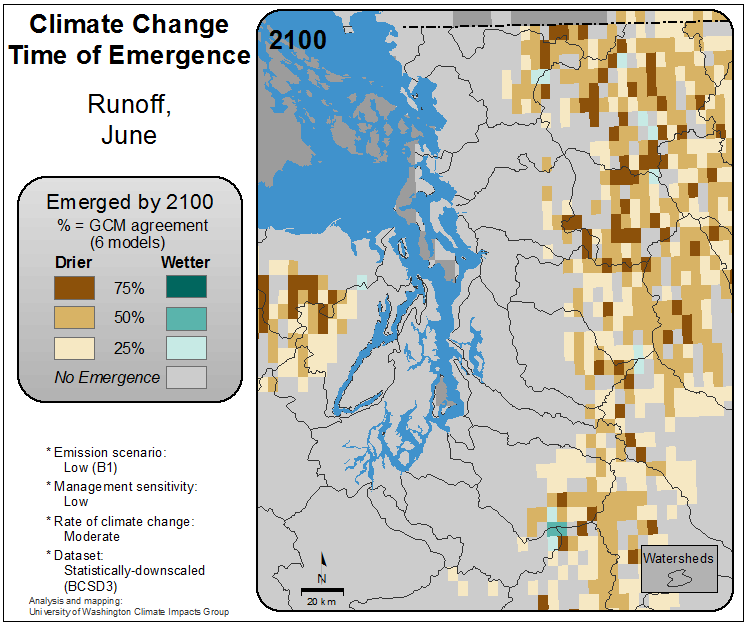 Climate Change
Time of Emergence
Runoff,
June
Emerged by 2100
% = GCM agreement
(6 models)
Drier Wetter
75%
50%
25%
No Emergence
* Emission scenario:
Low (B1)
* Management sensitivity:
Low
* Rate of climate change:
Moderate
* Dataset:
Statistically-downscaled
(BCSD3)
Analysis and mapping:
University of Washington Climate Impacts Group
2100
N
20 km
Watersheds